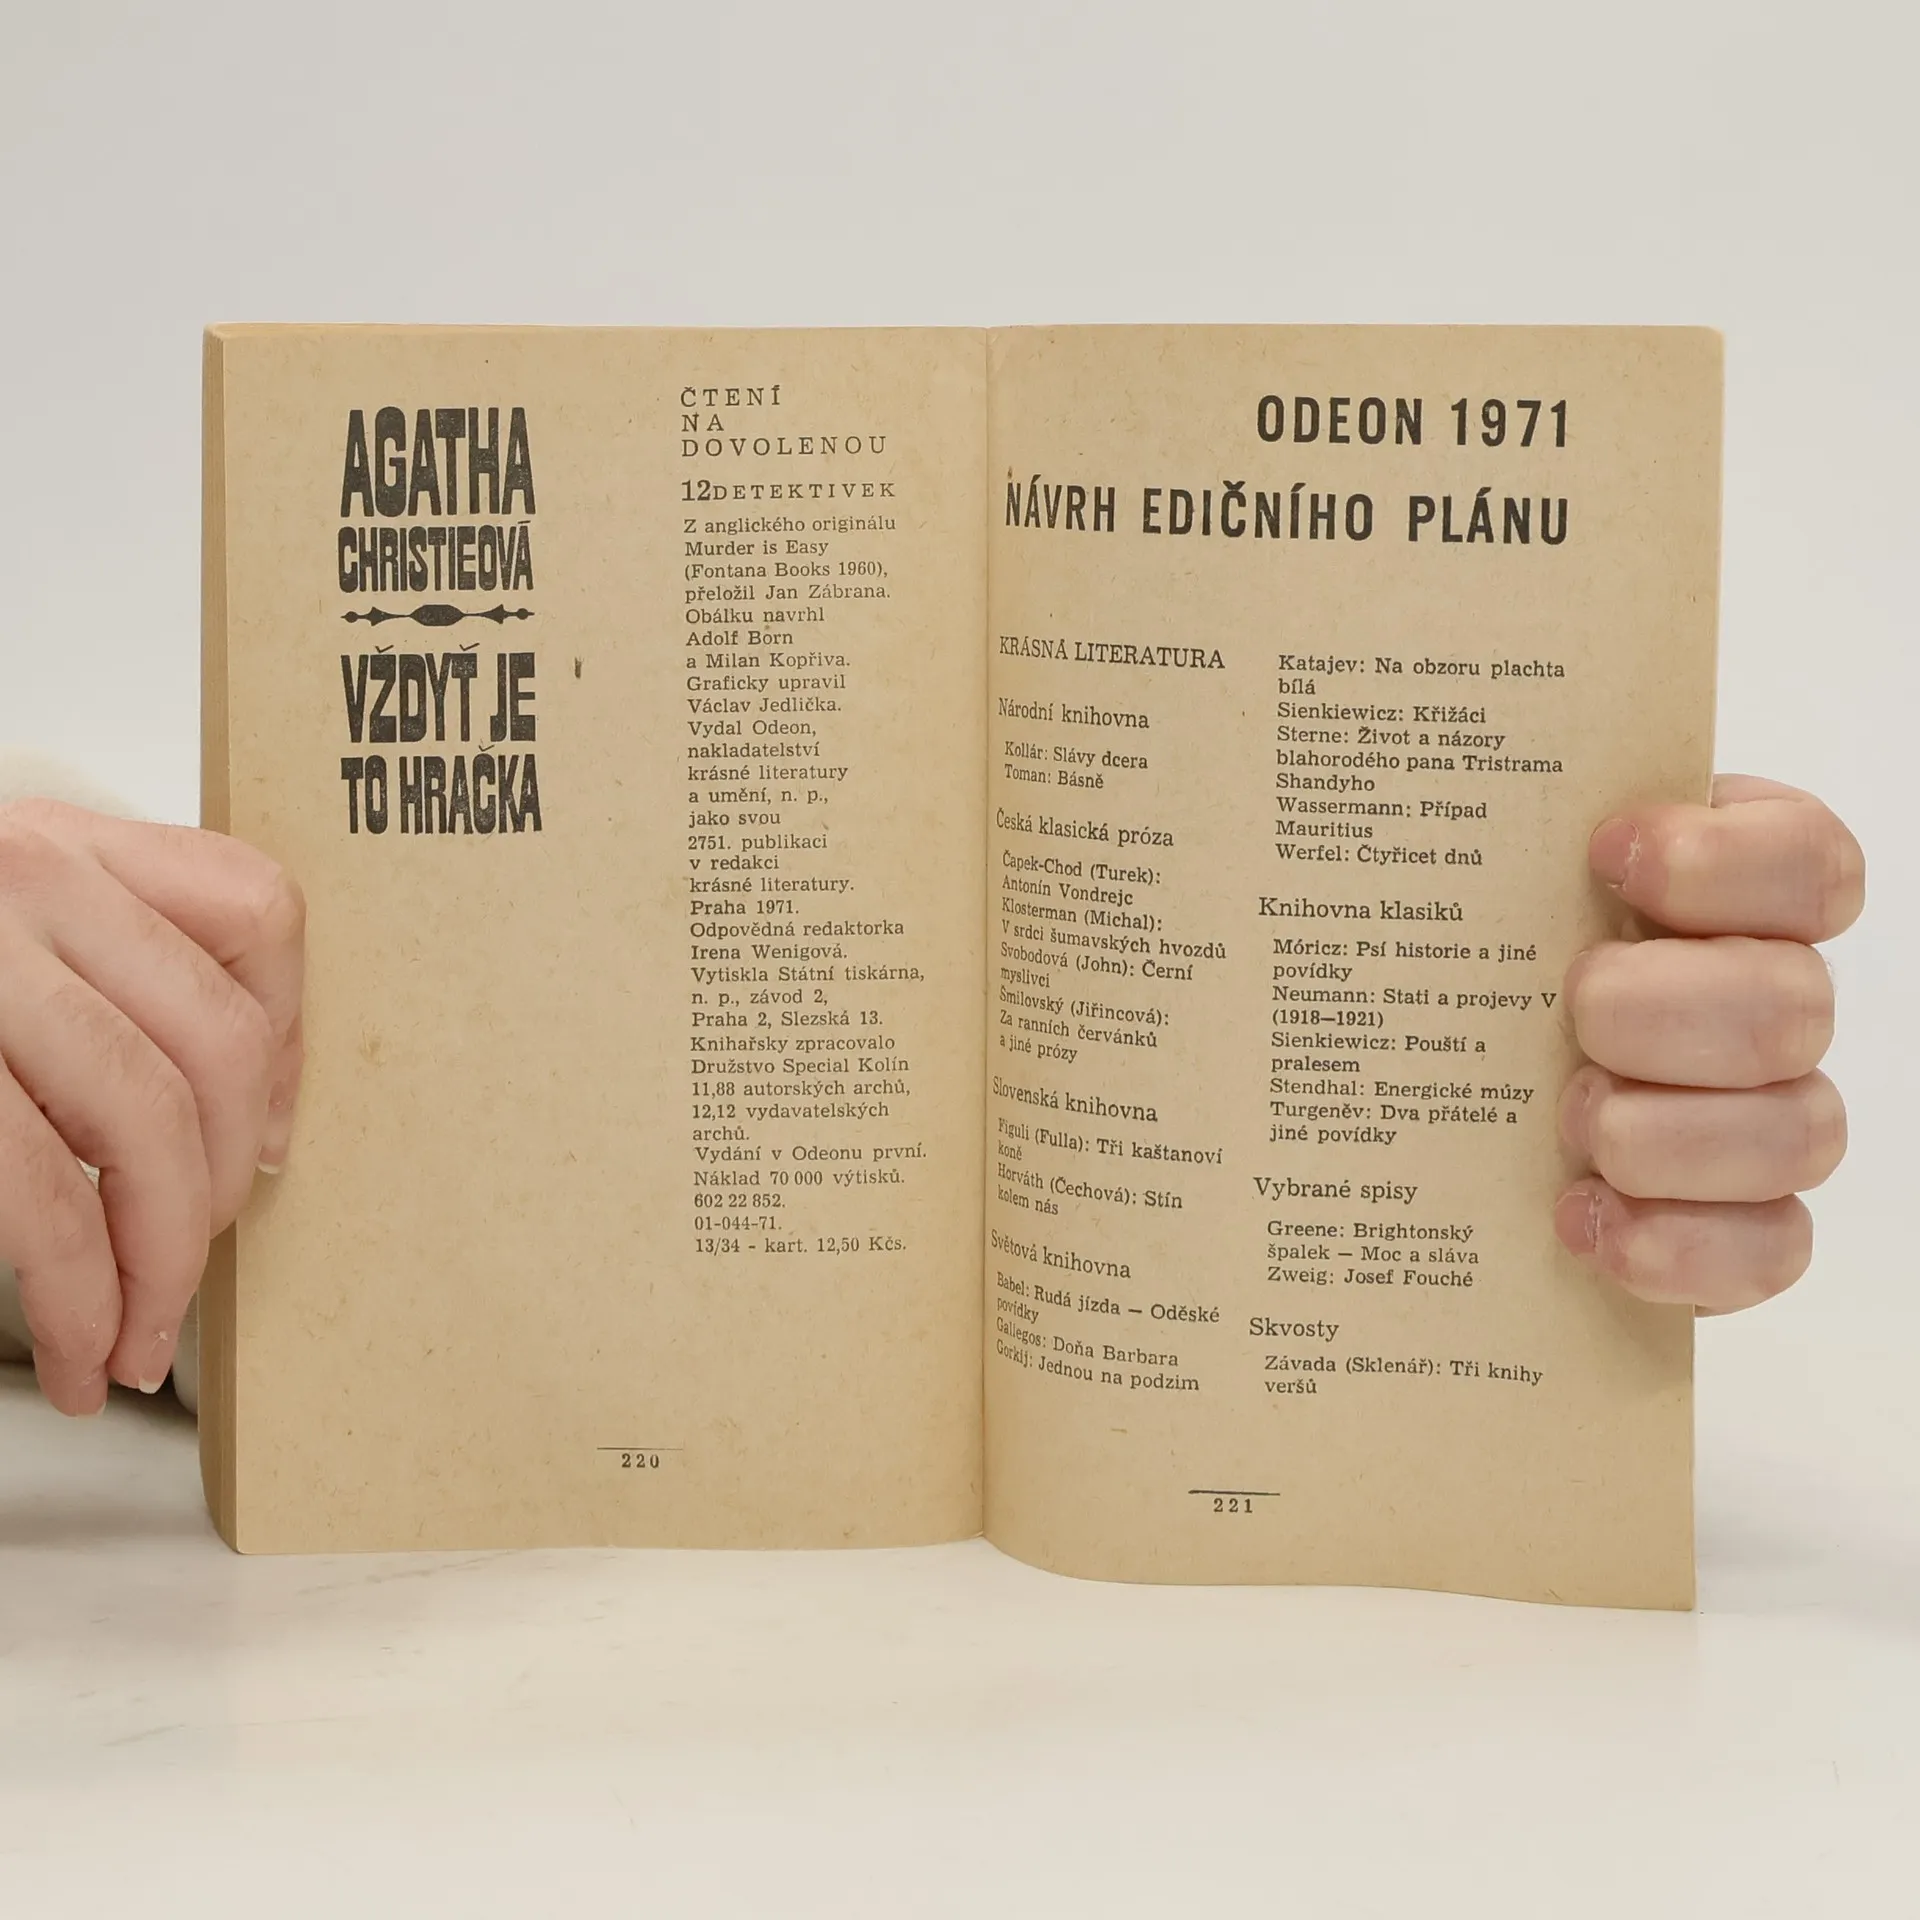 AGATHA
CHRISTIEOVÁ
VŽDYŤ JE
TO HRAČKA
ČTENÍ
NA
DOVOLENOU
12 DETEKTIVEK
Z anglického originálu
Murder is Easy
(Fontana Books 1960),
přeložil Jan Zábrana.
Obálku navrhl
Adolf Born
a Milan Kopřiva.
Graficky upravil
Václav Jedlička.
Vydal Odeon,
nakladatelství
krásné literatury
a umění, n. p.,
jako svou
2751. publikaci
v redakci
krásné literatury.
Praha 1971.
Odpovědná redaktorka
Irena Wenigová.
Vytiskla Státní tiskárna,
n. p., závod 2,
Praha 2, Slezská 13.
Knihařsky zpracovalo
Družstvo Special Kolín
11,88 autorských archů,
12,12 vydavatelských
archů.
Vydání v Odeonu první.
Náklad 70 000 výtisků.
602 22 852.
01-044-71.
13/34 - kart. 12,50 Kčs.
220
ODEON 1971
NÁVRH EDIČNÍHO PLÁNU
KRÁSNÁ LITERATURA
Národní knihovna
Kollár: Slávy dcera
Toman: Básně
Česká klasická próza
Čapek-Chod (Turek):
Antonín Vondrejc
Klosterman (Michal):
V srdci šumavských hvozdů
Svobodová (John): Černí
myslivci
Šmilovský (Jiřincová):
Za ranních červánků
a jiné prózy
Slovenská knihovna
Figuli (Fulla): Tři kaštanoví
koně
Horváth (Čechová): Stín
kolem nás
Světová knihovna
Babel: Rudá jízda — Oděské
povídky
Gallegos: Doňa Barbara
Gorkij: Jednou na podzim
Katajev: Na obzoru plachta
bílá
Sienkiewicz: Křižáci
Sterne: Život a názory
blahorodého pana Tristrama
Shandyho
Wassermann: Případ
Mauritius
Werfel: Čtyřicet dnů
Knihovna klasiků
Móricz: Psí historie a jiné
povídky
Neumann: Stati a projevy V
(1918—1921)
Sienkiewicz: Pouští a
pralesem
Stendhal: Energické múzy
Turgeněv: Dva přátelé a
jiné povídky
Vybrané spisy
Greene: Brightonský
špalek — Moc a sláva
Zweig: Josef Fouché
Skvosty
Závada (Sklenář): Tři knihy
veršů
221